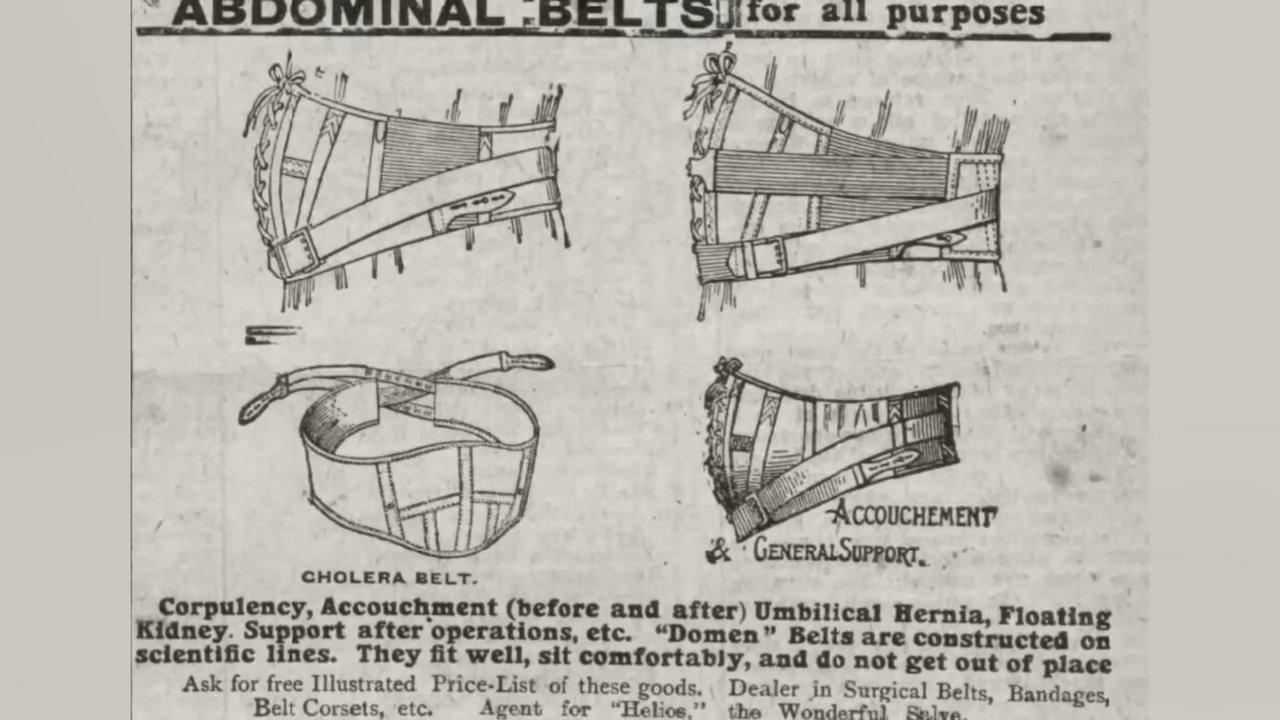 ABDOMINAL BELTS for all purposes
CHOLERA BELT.
ACCOUCHEMENT
& GENERAL SUPPORT.
Corpulency, Accouchment (before and after) Umbilical Hernia, Floating
Kidney. Support after operations, etc. "Domen" Belts are constructed on
scientific lines. They fit well, sit comfortably, and do not get out of place
Ask for free Illustrated Price-List of these goods. Dealer in Surgical Belts, Bandages,
Belt Corsets, etc. Agent for "Helios," the Wonderful Salve.